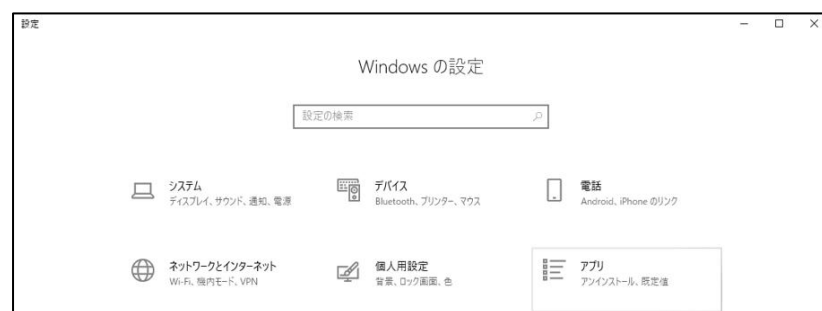 設定
Windows の設定
設定の検索
システム
ディスプレイ、サウンド、通知、電源
デバイス
Bluetooth、プリンター、マウス
電話
Android、iPhone のリンク
ネットワークとインターネット
Wi-Fi、機内モード、VPN
個人用設定
背景、ロック画面、色
アプリ
アンインストール、既定値